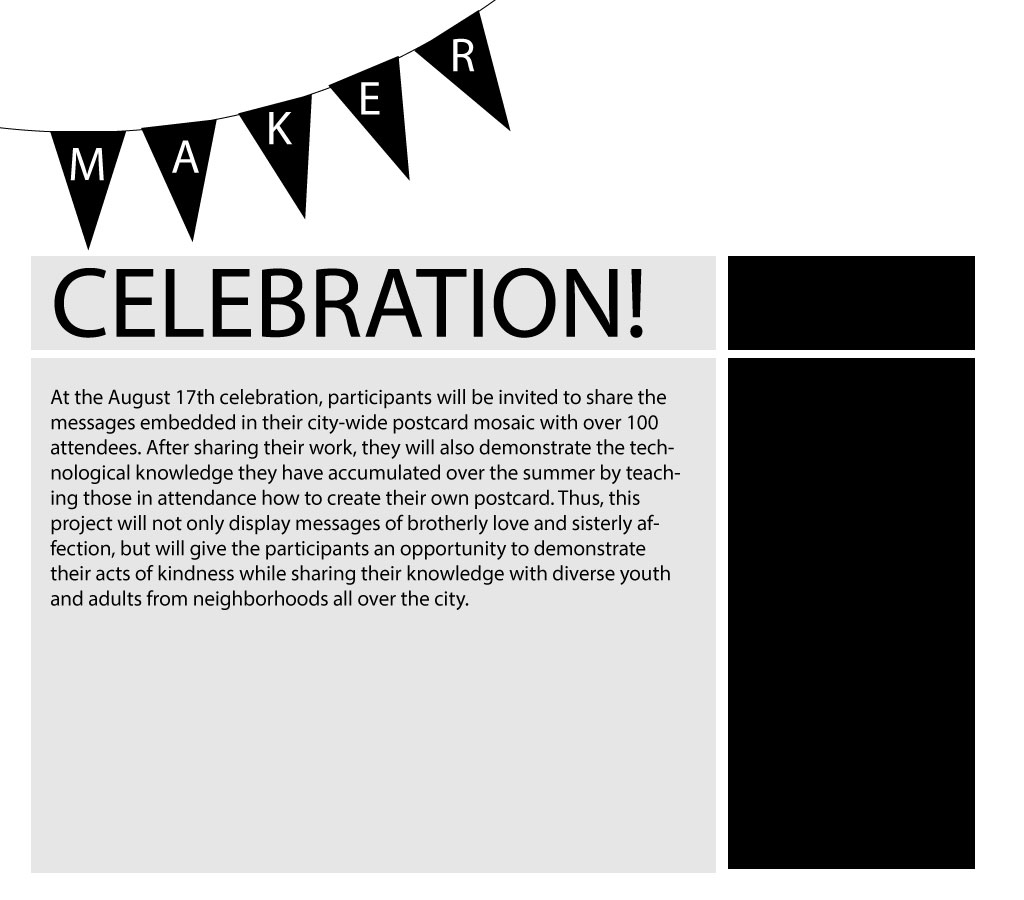 MAKER
CELEBRATION!
At the August 17th celebration, participants will be invited to share the
messages embedded in their city-wide postcard mosaic with over 100
attendees. After sharing their work, they will also demonstrate the tech-
nological knowledge they have accumulated over the summer by teach-
ing those in attendance how to create their own postcard. Thus, this
project will not only display messages of brotherly love and sisterly af-
fection, but will give the participants an opportunity to demonstrate
their acts of kindness while sharing their knowledge with diverse youth
and adults from neighborhoods all over the city.